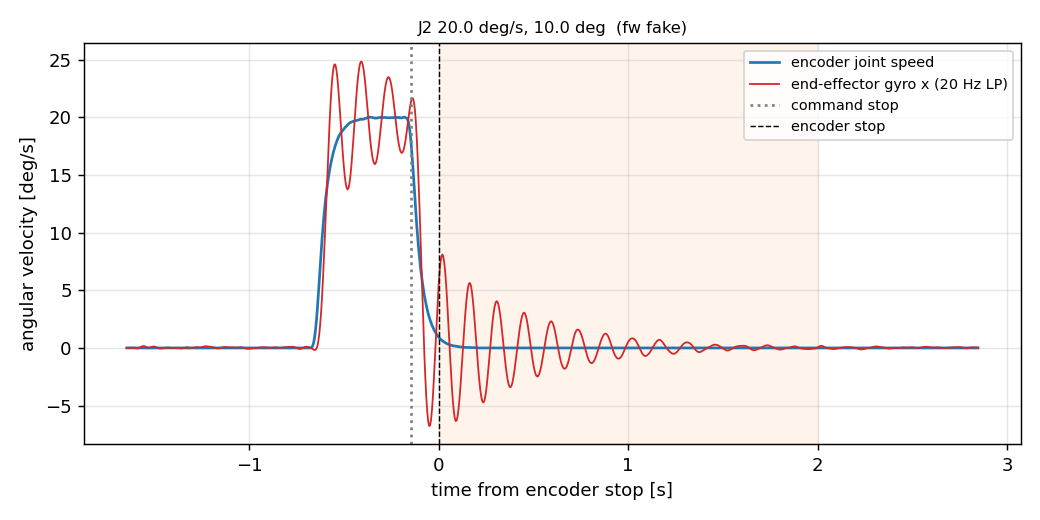 J2 20.0 deg/s, 10.0 deg  (fw fake)
encoder joint speed
end-effector gyro x (20 Hz LP)
command stop
encoder stop
angular velocity [deg/s]
25
20
15
10
5
0
−5
−1
0
1
2
3
time from encoder stop [s]